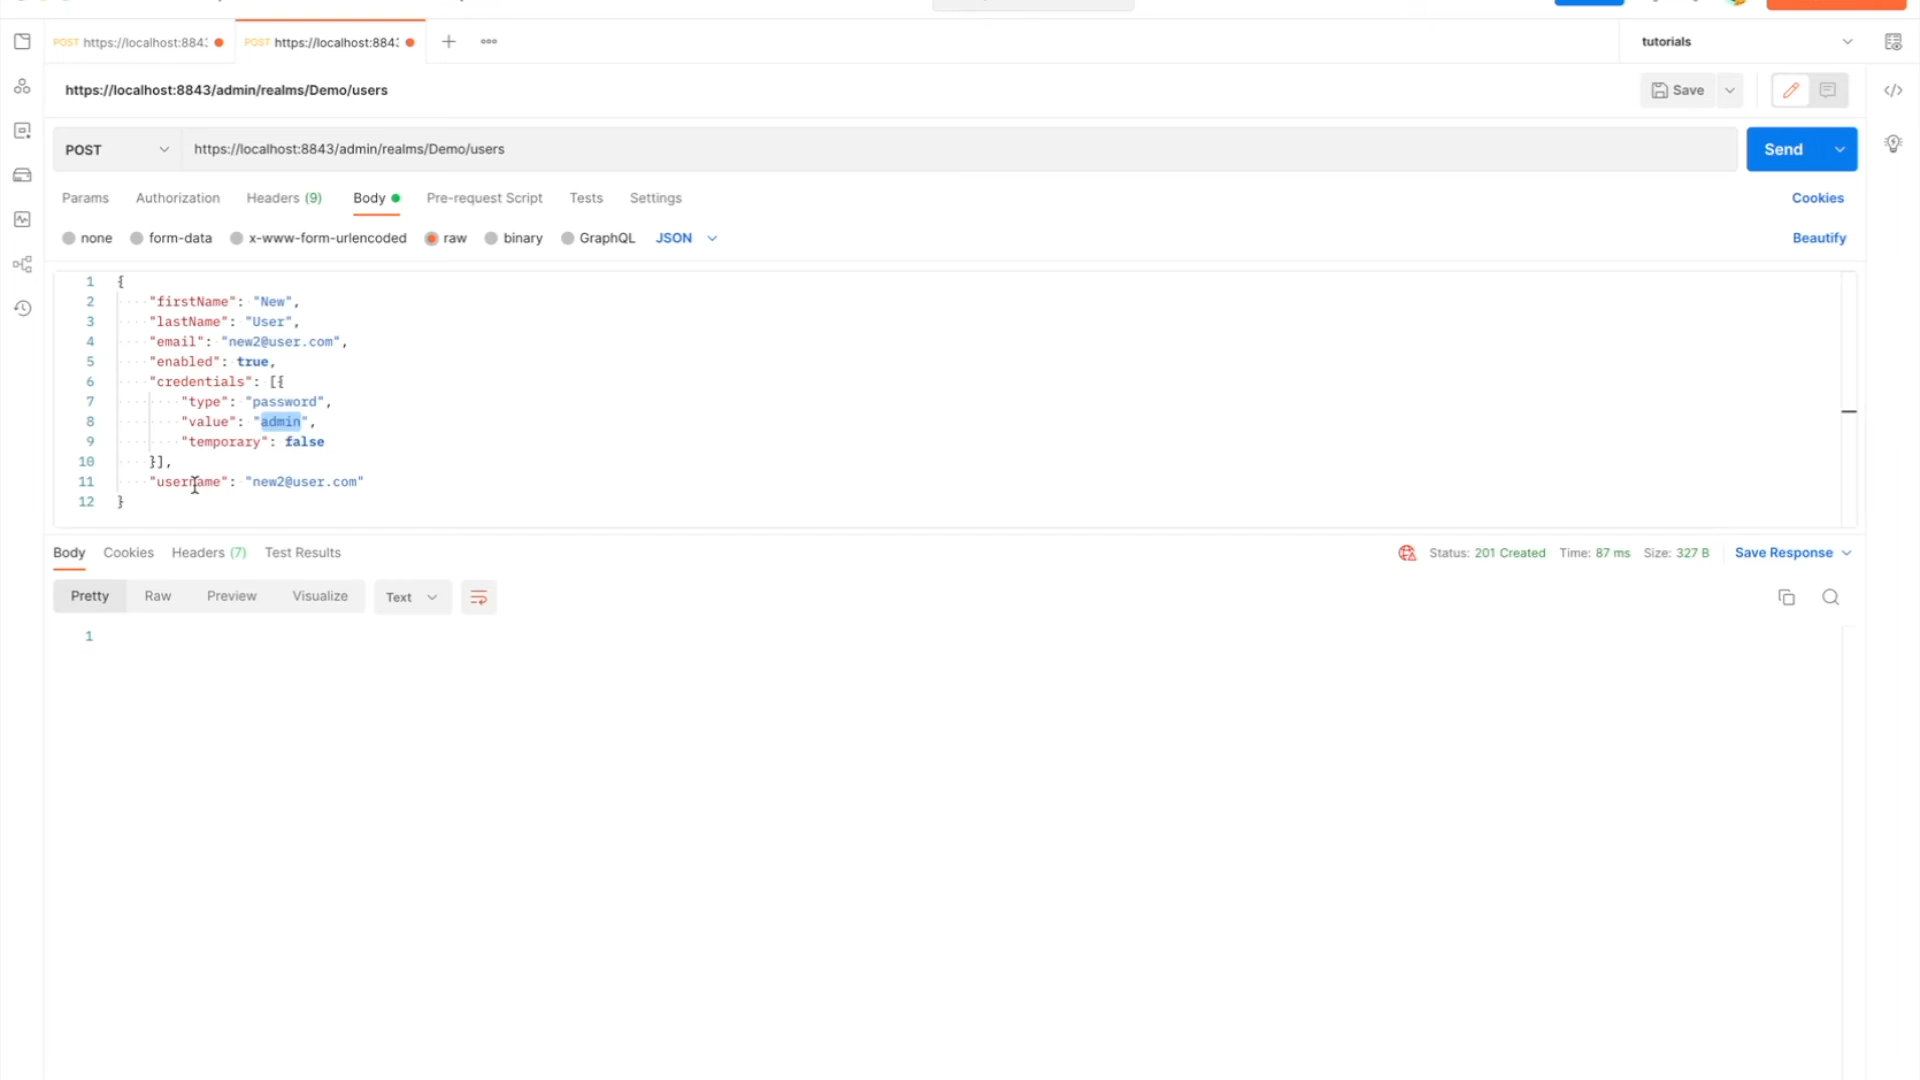 POST https://localhost:884: POST https://localhost:884: tutorials
https://localhost:8843/admin/realms/Demo/users Save
POST https://localhost:8843/admin/realms/Demo/users Send
Params Authorization Headers (9) Body Pre-request Script Tests Settings Cookies
none form-data x-www-form-urlencoded raw binary GraphQL JSON Beautify
1 {
2 "firstName": "New",
3 "lastName": "User",
4 "email": "new2@user.com",
5 "enabled": true,
6 "credentials": [{
7 "type": "password",
8 "value": "admin",
9 "temporary": false
10 }],
11 "username": "new2@user.com"
12 }
Body Cookies Headers (7) Test Results Status: 201 Created Time: 87 ms Size: 327 B Save Response
Pretty Raw Preview Visualize Text
1